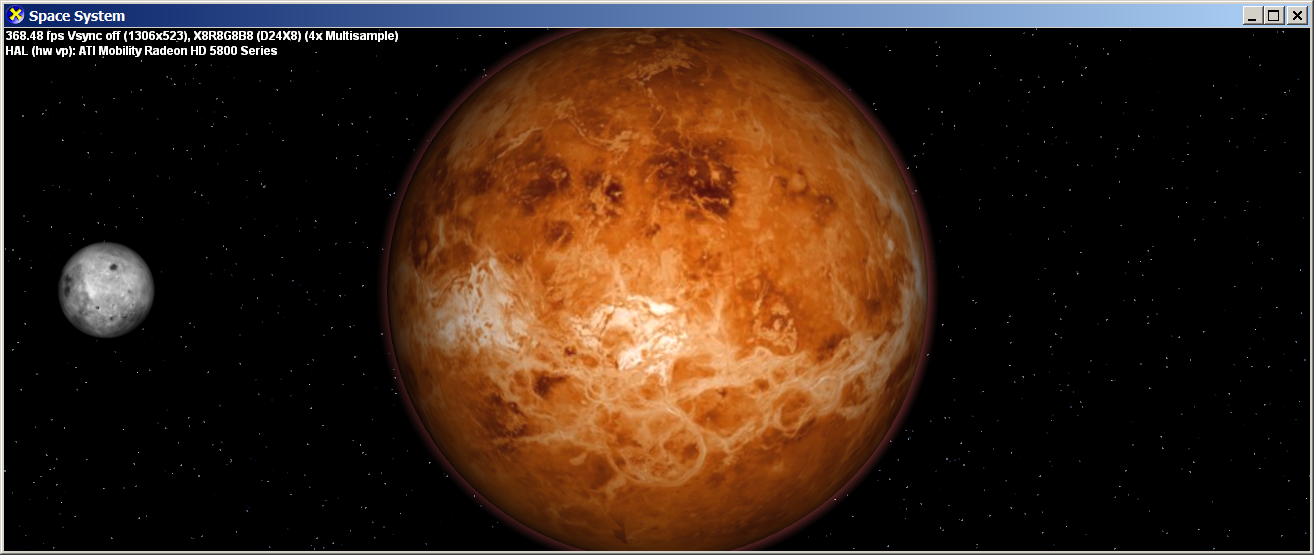 Space System
368.48 fps Vsync off (1306x523), X8R8G8B8 (D24X8) (4x Multisample)
HAL (hw vp): ATI Mobility Radeon HD 5800 Series